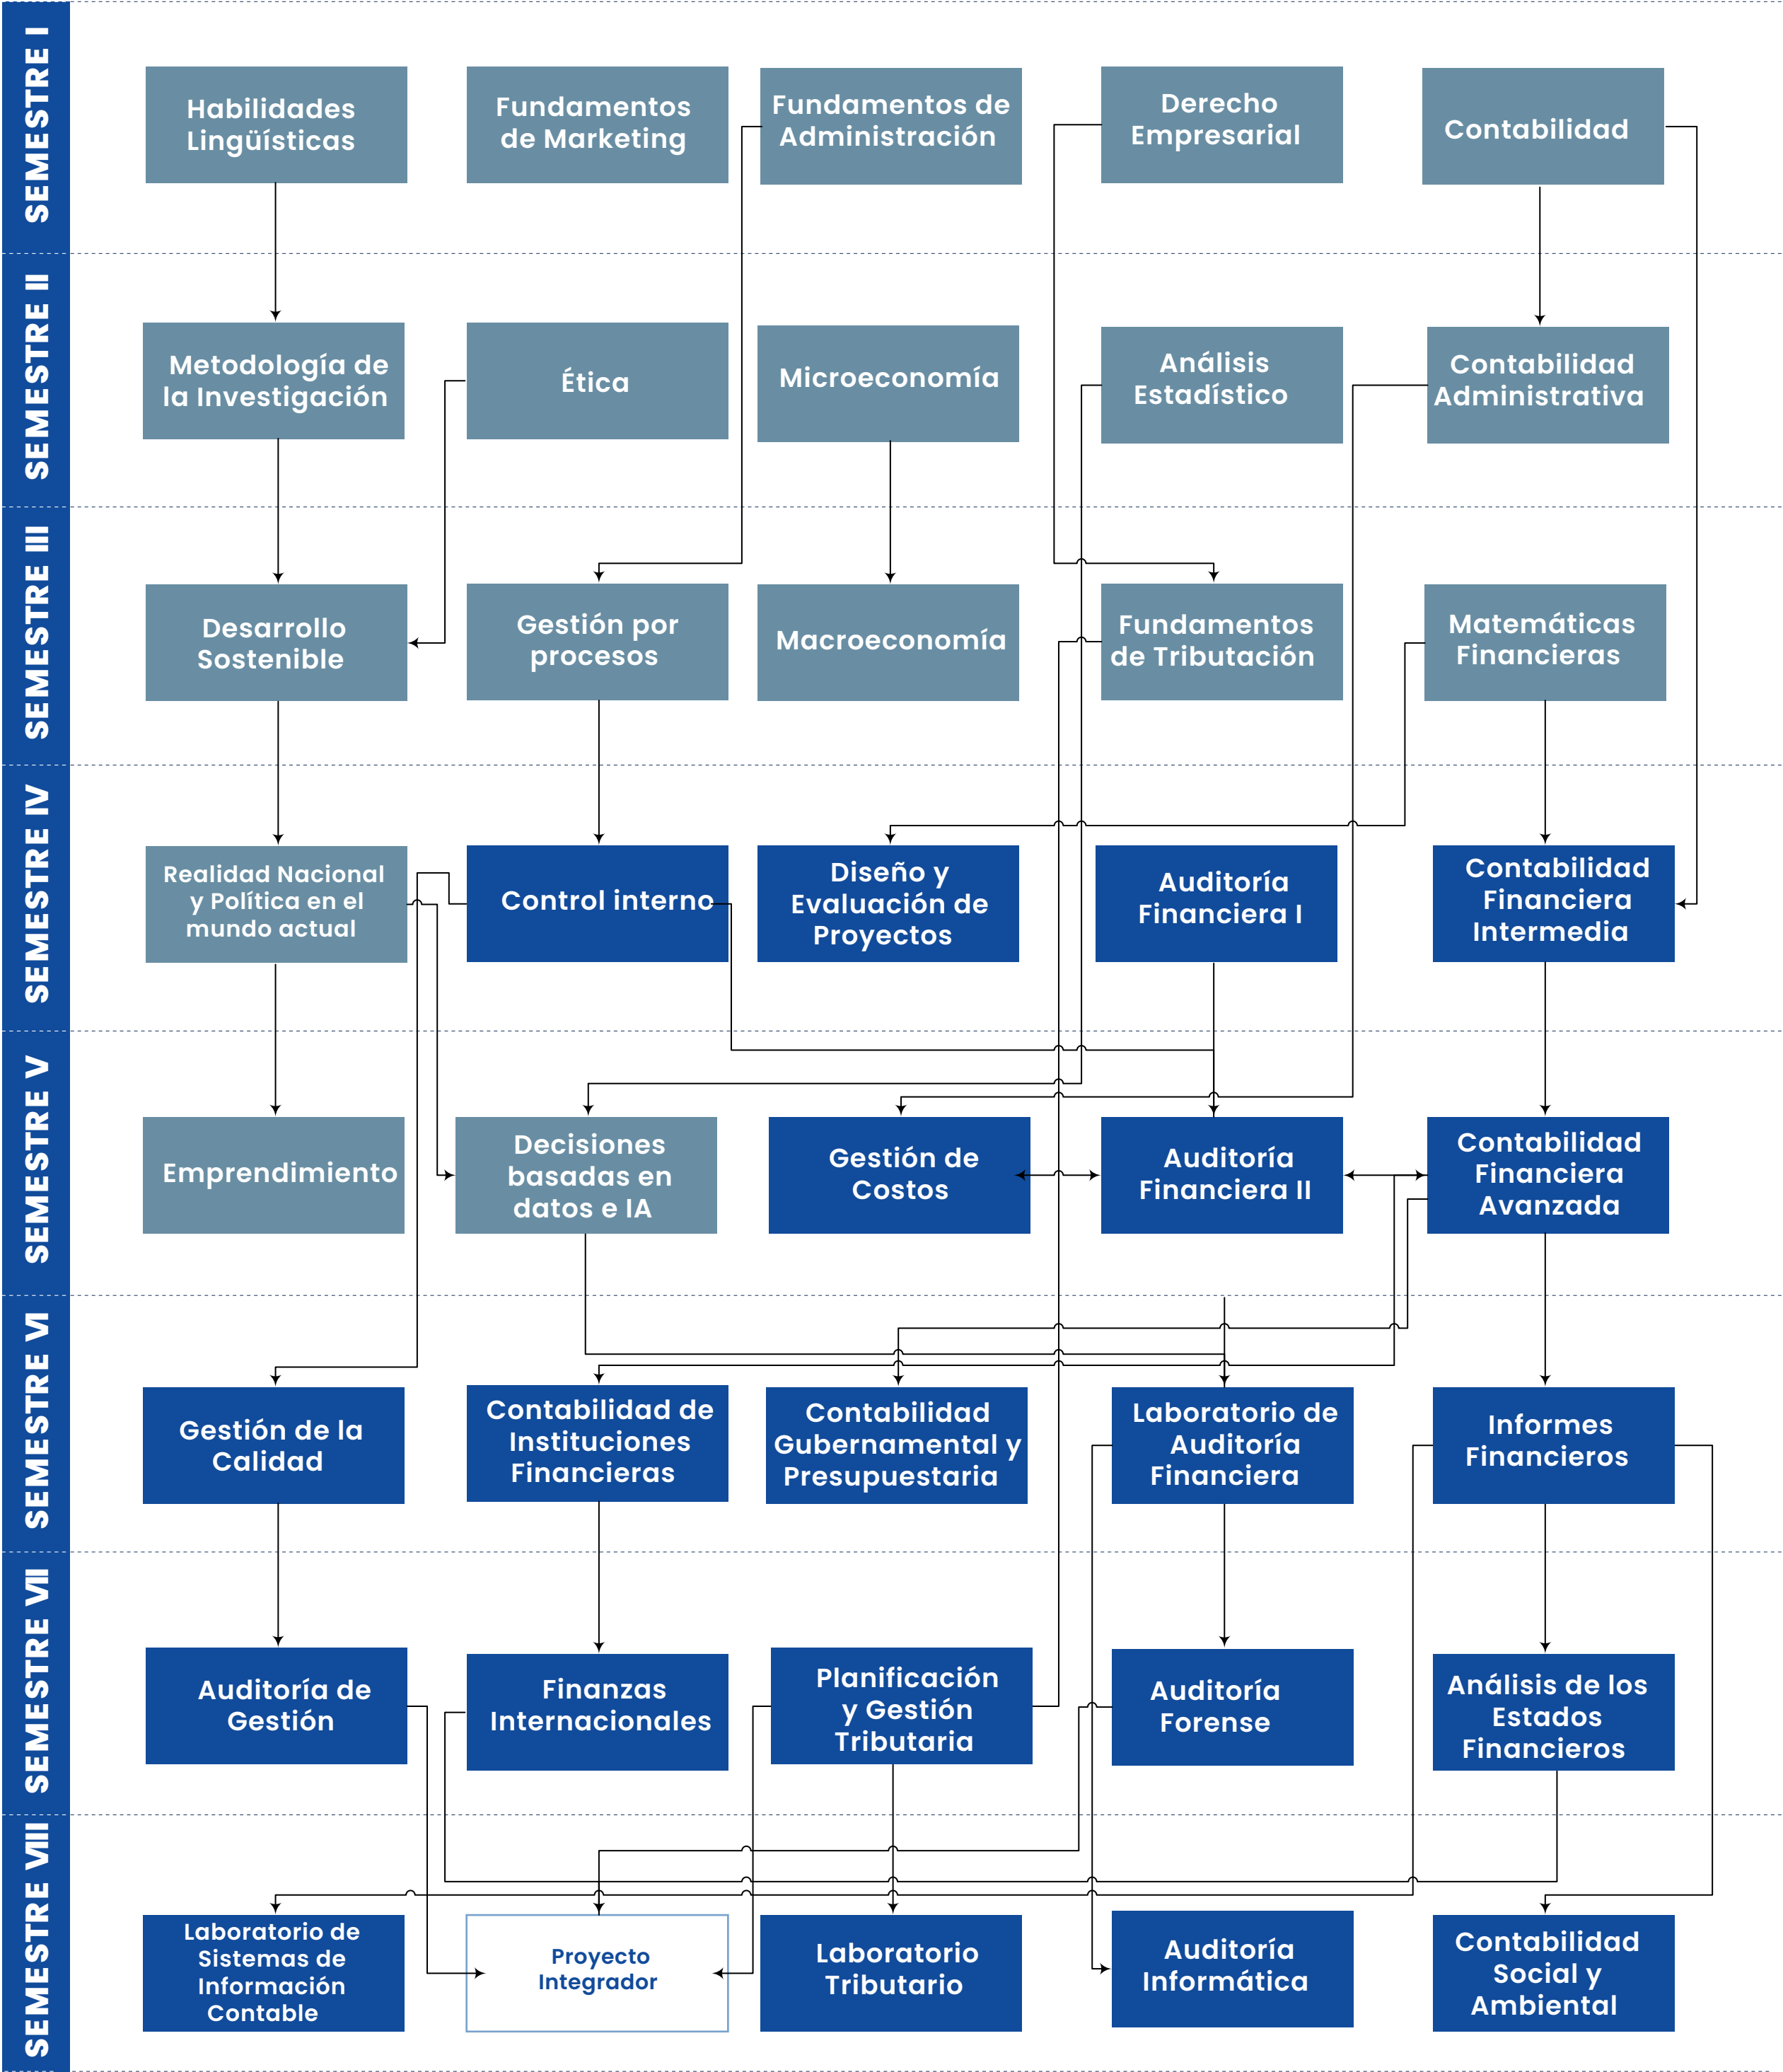 SEMESTRE I
Habilidades
Lingüísticas
Fundamentos
de Marketing
Fundamentos de
Administración
Derecho
Empresarial
Contabilidad
SEMESTRE II
Metodología de
la Investigación
Ética
Microeconomía
Análisis
Estadístico
Contabilidad
Administrativa
SEMESTRE III
Desarrollo
Sostenible
Gestión por
procesos
Macroeconomía
Fundamentos
de Tributación
Matemáticas
Financieras
SEMESTRE IV
Realidad Nacional
y Política en el
mundo actual
Control interno
Diseño y
Evaluación de
Proyectos
Auditoría
Financiera I
Contabilidad
Financiera
Intermedia
SEMESTRE V
Emprendimiento
Decisiones
basadas en
datos e IA
Gestión de
Costos
Auditoría
Financiera II
Contabilidad
Financiera
Avanzada
SEMESTRE VI
Gestión de la
Calidad
Contabilidad de
Instituciones
Financieras
Contabilidad
Gubernamental y
Presupuestaria
Laboratorio de
Auditoría
Financiera
Informes
Financieros
SEMESTRE VII
Auditoría de
Gestión
Finanzas
Internacionales
Planificación
y Gestión
Tributaria
Auditoría
Forense
Análisis de los
Estados
Financieros
SEMESTRE VIII
Laboratorio de
Sistemas de
Información
Contable
Proyecto
Integrador
Laboratorio
Tributario
Auditoría
Informática
Contabilidad
Social y
Ambiental